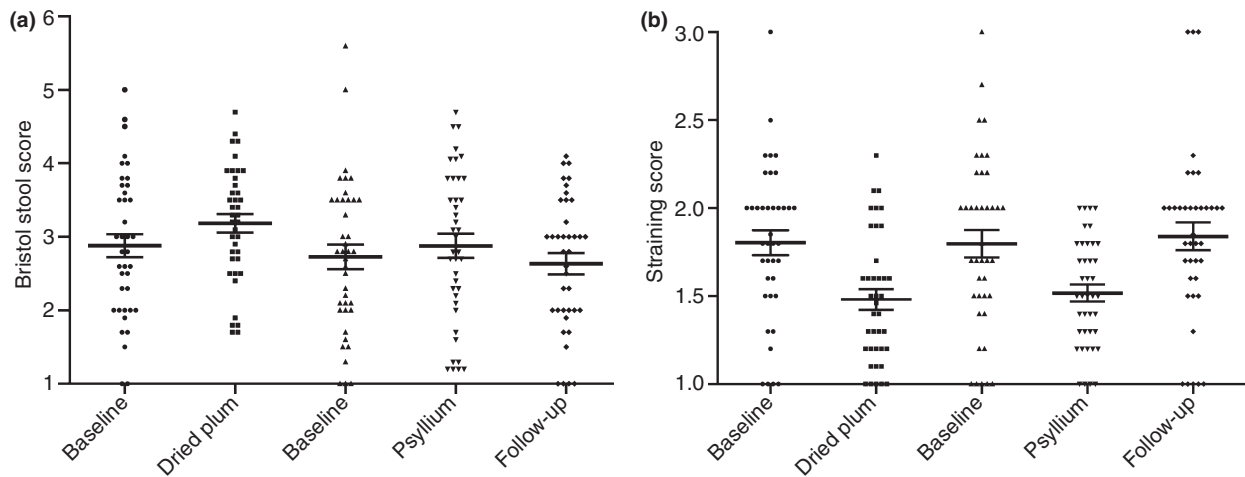 (a)
Bristol stool score
6
5
4
3
2
1
Baseline
Dried plum
Baseline
Psyllium
Follow-up
(b)
Straining score
3.0
2.5
2.0
1.5
1.0
Baseline
Dried plum
Baseline
Psyllium
Follow-up